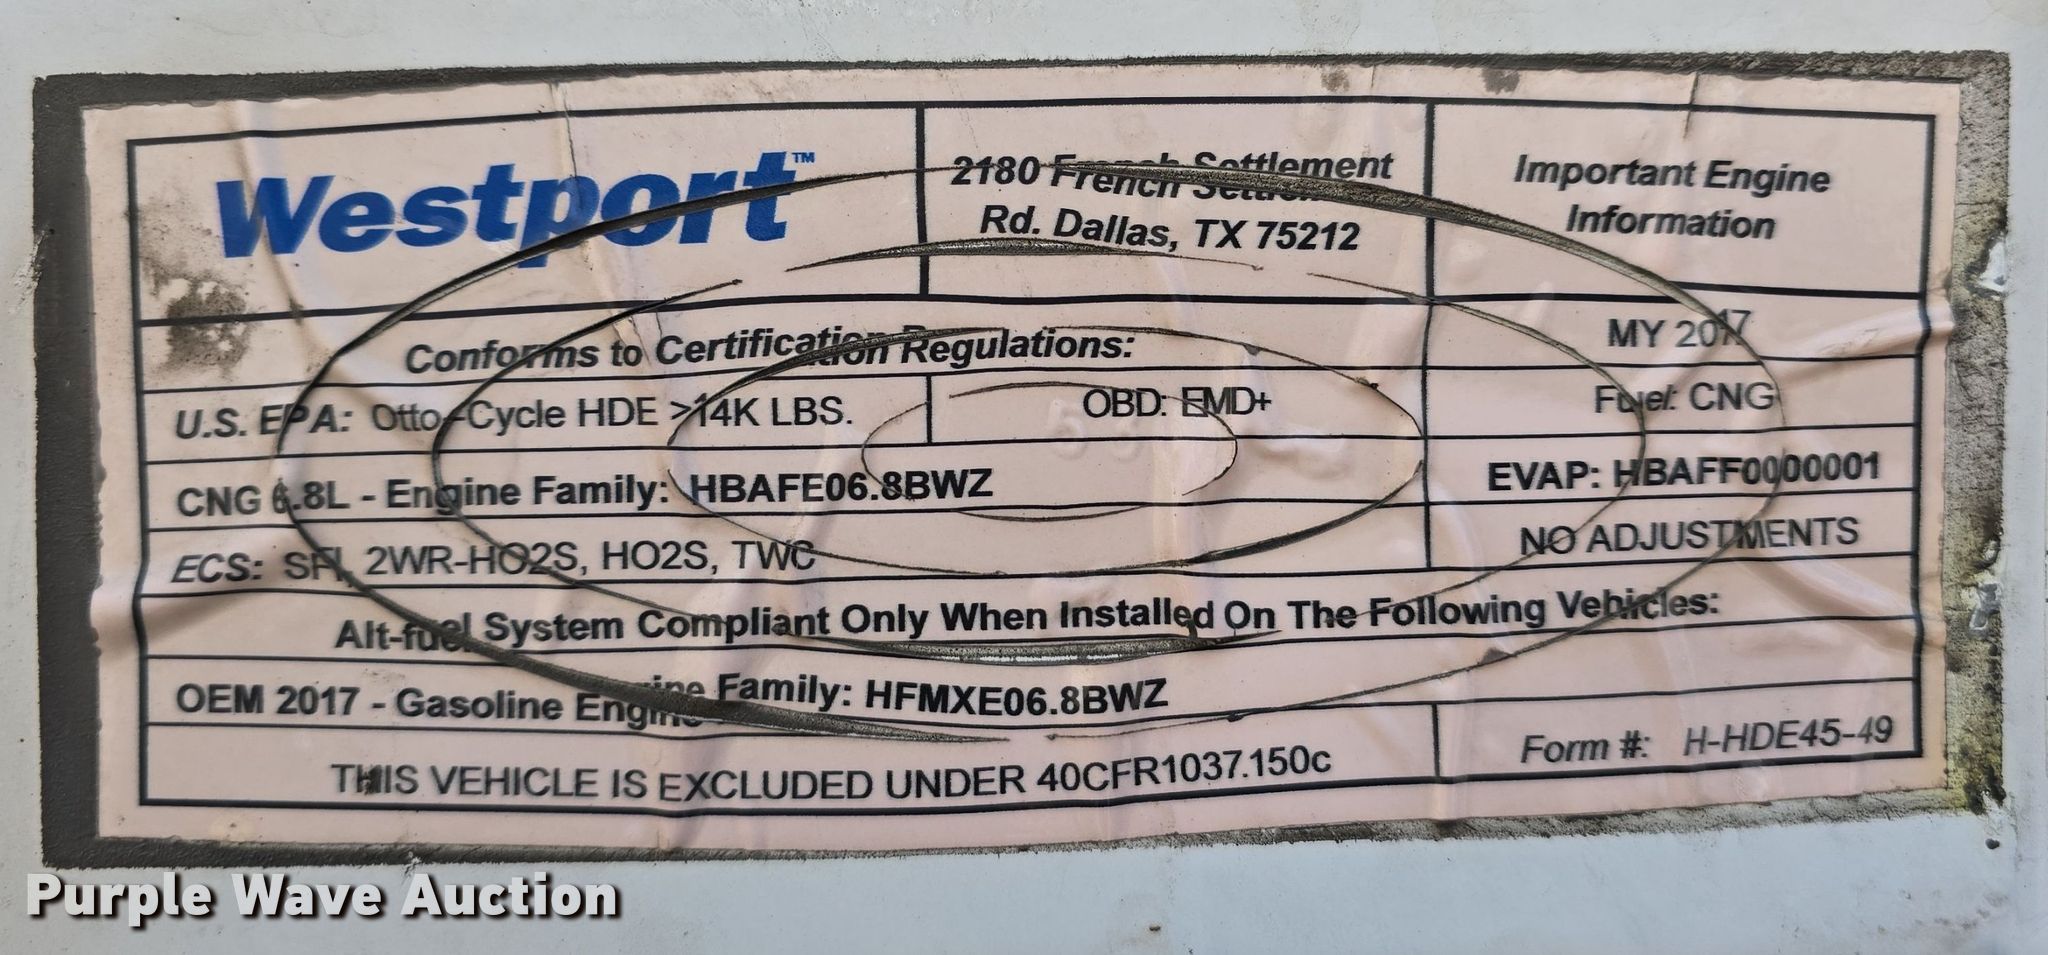 Westport™
2180 French Settlement
Rd. Dallas, TX 75212
Important Engine
Information
Conforms to Certification Regulations:
MY 2017
U.S. EPA: Otto-Cycle HDE >14K LBS.
OBD: EMD+
Fuel: CNG
CNG 6.8L - Engine Family: HBAFE06.8BWZ
EVAP: HBAFF0000001
ECS: SFI, 2WR-HO2S, HO2S, TWC
NO ADJUSTMENTS
Alt-fuel System Compliant Only When Installed On The Following Vehicles:
OEM 2017 - Gasoline Engine Family: HFMXE06.8BWZ
THIS VEHICLE IS EXCLUDED UNDER 40CFR1037.150c
Form #: H-HDE45-49
Purple Wave Auction